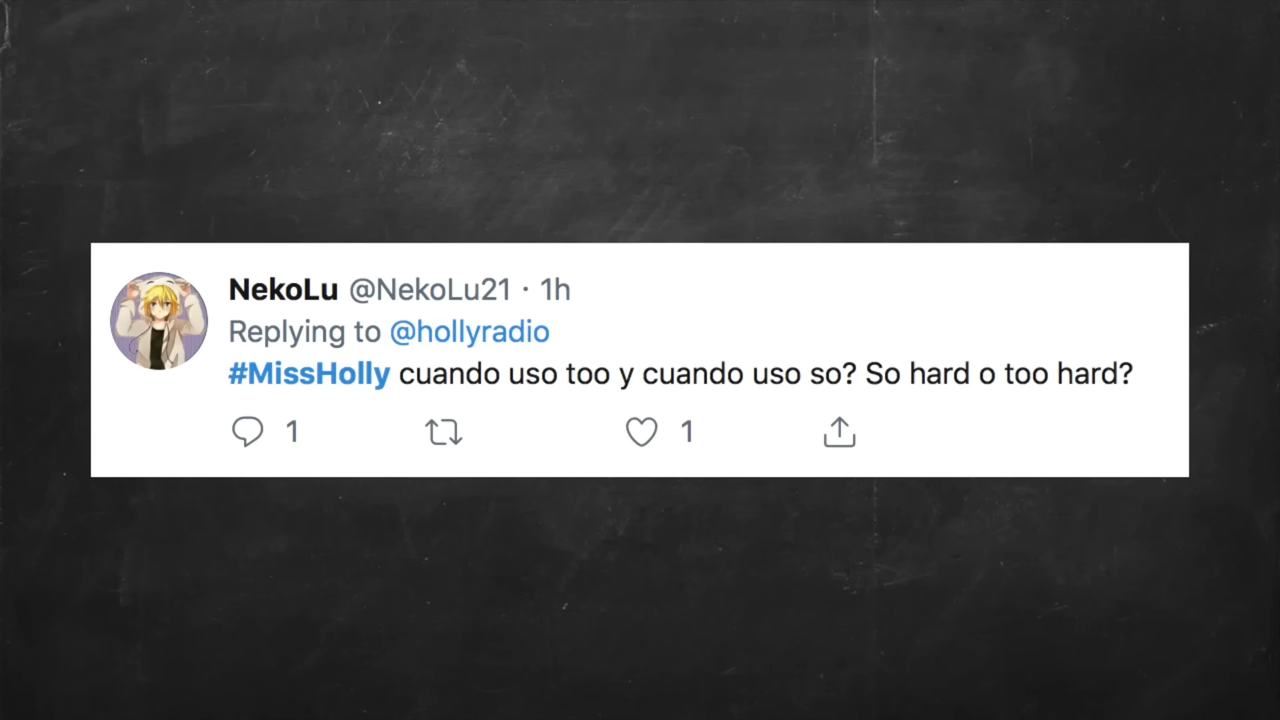 NekoLu @NekoLu21 · 1h
Replying to @hollyradio
#MissHolly cuando uso too y cuando uso so? So hard o too hard?
1 1